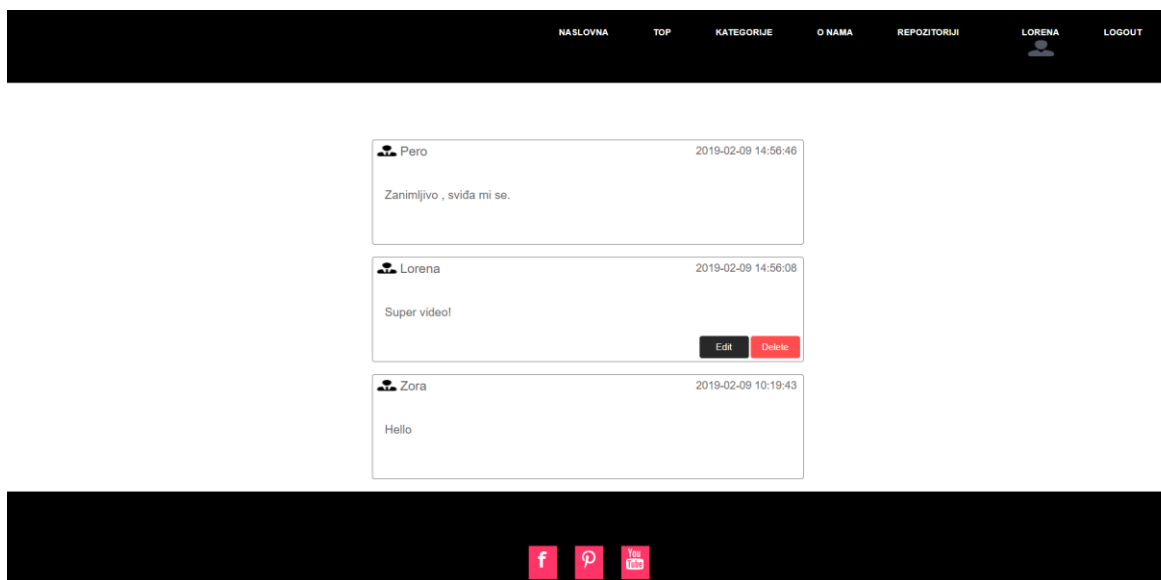 NASLOVNA TOP KATEGORIJE O NAMA REPOZITORIJI LORENA LOGOUT
Pero 2019-02-09 14:56:46
Zanimljivo , sviđa mi se.
Lorena 2019-02-09 14:56:08
Super video!
Edit Delete
Zora 2019-02-09 10:19:43
Hello
You
Tube